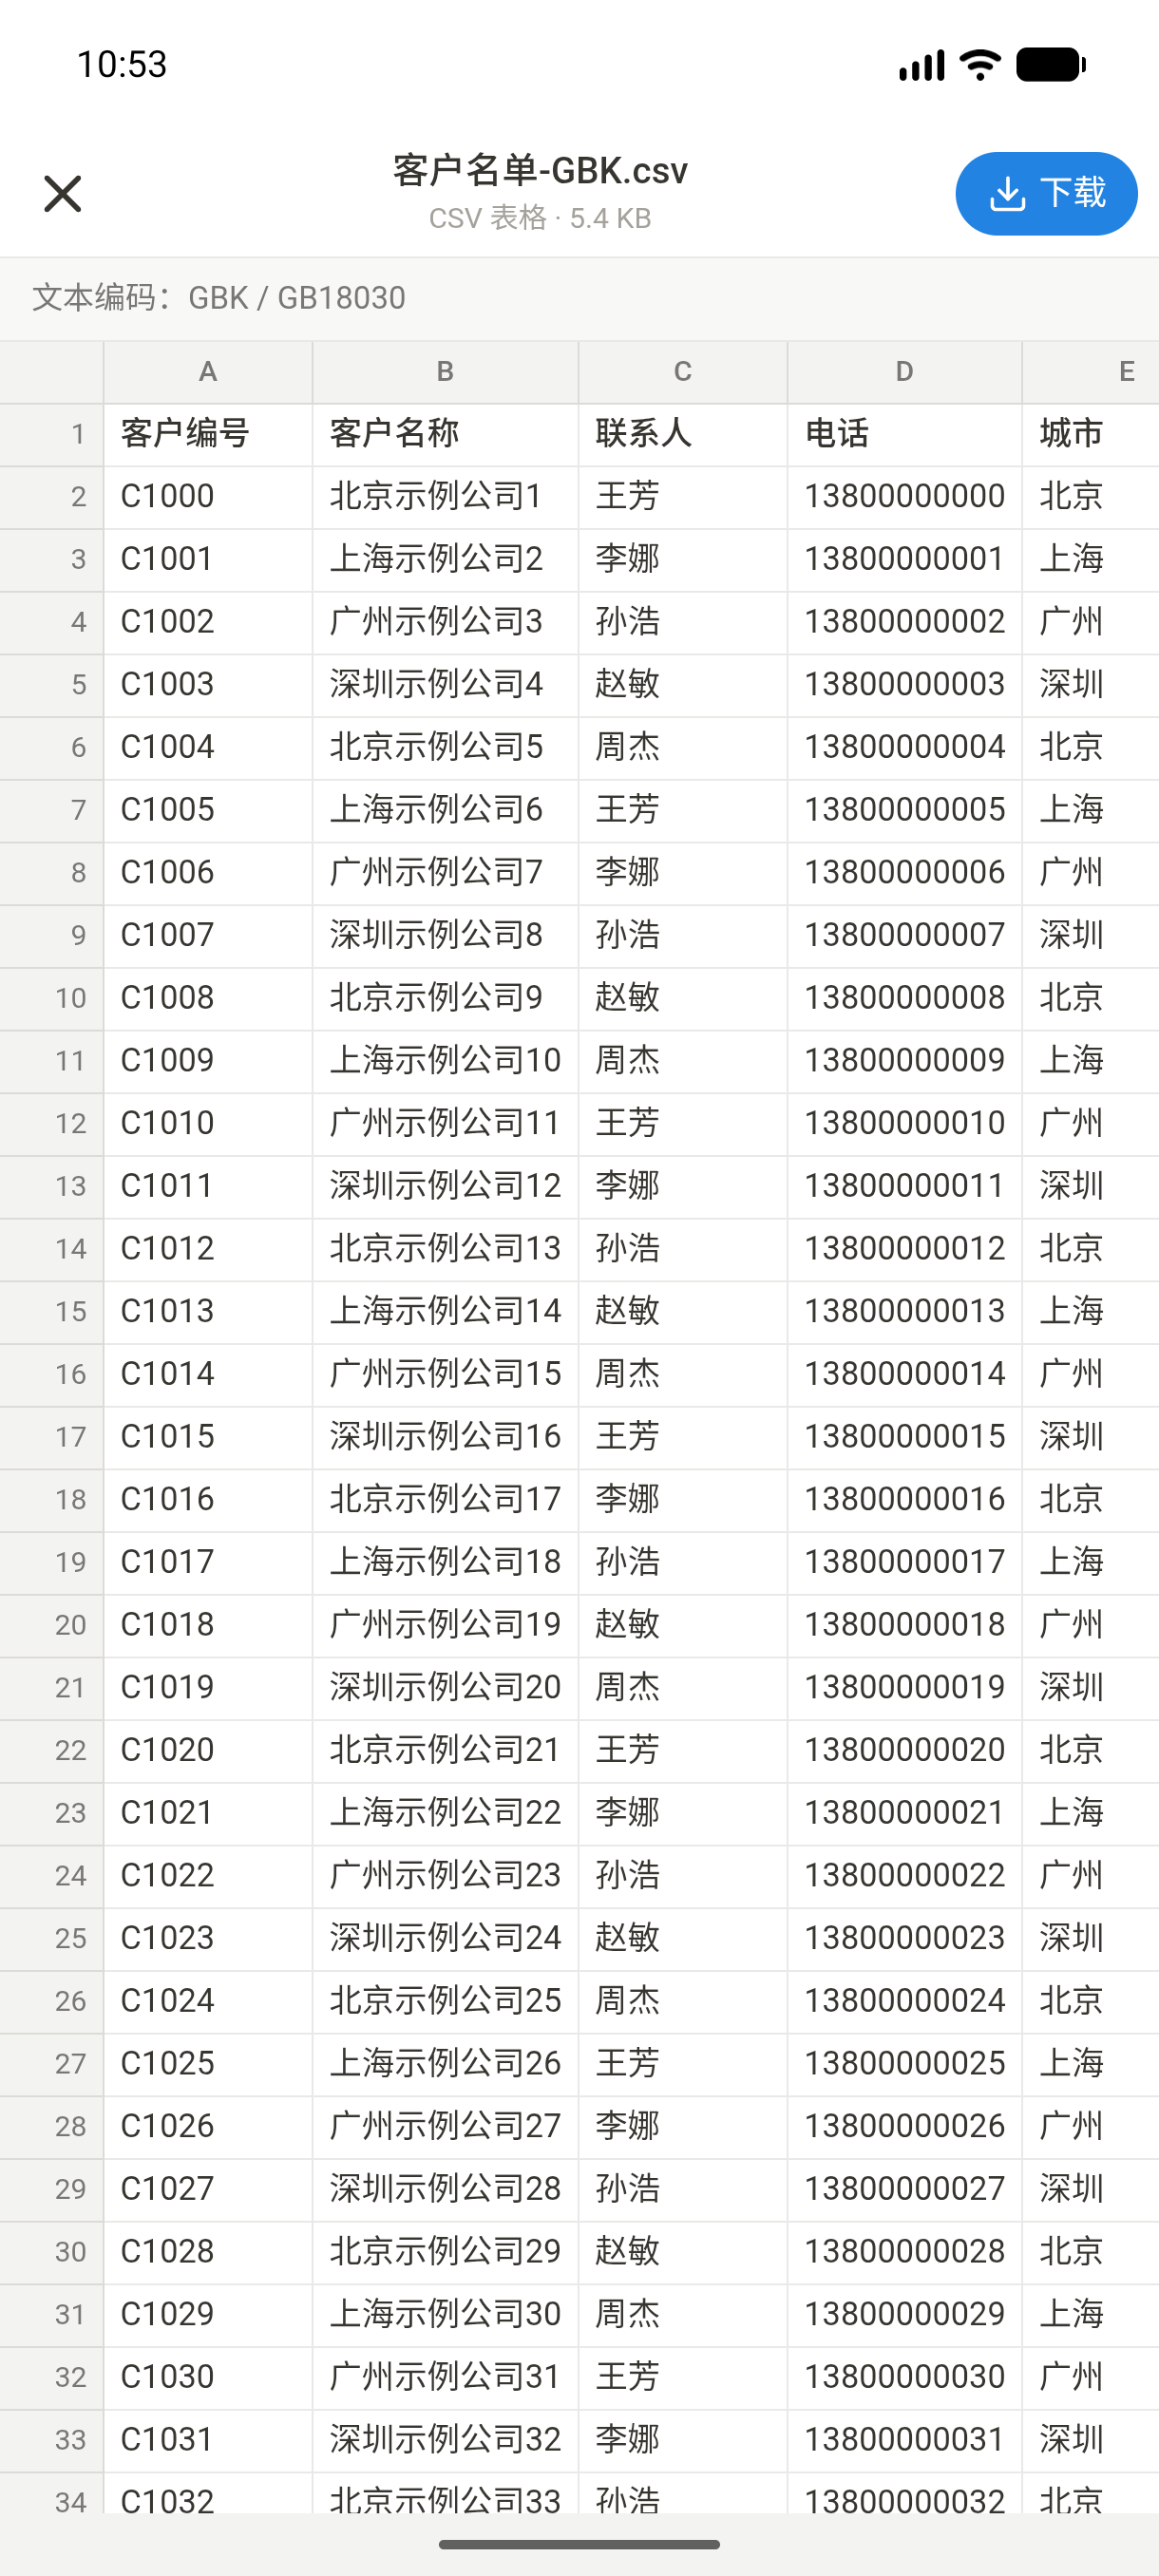 10:53
客户名单-GBK.csv
CSV 表格 · 5.4 KB
下载
文本编码：GBK / GB18030
A B C D E
1 客户编号 客户名称 联系人 电话 城市
2 C1000 北京示例公司1 王芳 13800000000 北京
3 C1001 上海示例公司2 李娜 13800000001 上海
4 C1002 广州示例公司3 孙浩 13800000002 广州
5 C1003 深圳示例公司4 赵敏 13800000003 深圳
6 C1004 北京示例公司5 周杰 13800000004 北京
7 C1005 上海示例公司6 王芳 13800000005 上海
8 C1006 广州示例公司7 李娜 13800000006 广州
9 C1007 深圳示例公司8 孙浩 13800000007 深圳
10 C1008 北京示例公司9 赵敏 13800000008 北京
11 C1009 上海示例公司10 周杰 13800000009 上海
12 C1010 广州示例公司11 王芳 13800000010 广州
13 C1011 深圳示例公司12 李娜 13800000011 深圳
14 C1012 北京示例公司13 孙浩 13800000012 北京
15 C1013 上海示例公司14 赵敏 13800000013 上海
16 C1014 广州示例公司15 周杰 13800000014 广州
17 C1015 深圳示例公司16 王芳 13800000015 深圳
18 C1016 北京示例公司17 李娜 13800000016 北京
19 C1017 上海示例公司18 孙浩 13800000017 上海
20 C1018 广州示例公司19 赵敏 13800000018 广州
21 C1019 深圳示例公司20 周杰 13800000019 深圳
22 C1020 北京示例公司21 王芳 13800000020 北京
23 C1021 上海示例公司22 李娜 13800000021 上海
24 C1022 广州示例公司23 孙浩 13800000022 广州
25 C1023 深圳示例公司24 赵敏 13800000023 深圳
26 C1024 北京示例公司25 周杰 13800000024 北京
27 C1025 上海示例公司26 王芳 13800000025 上海
28 C1026 广州示例公司27 李娜 13800000026 广州
29 C1027 深圳示例公司28 孙浩 13800000027 深圳
30 C1028 北京示例公司29 赵敏 13800000028 北京
31 C1029 上海示例公司30 周杰 13800000029 上海
32 C1030 广州示例公司31 王芳 13800000030 广州
33 C1031 深圳示例公司32 李娜 13800000031 深圳
34 C1032 北京示例公司33 孙浩 13800000032 北京